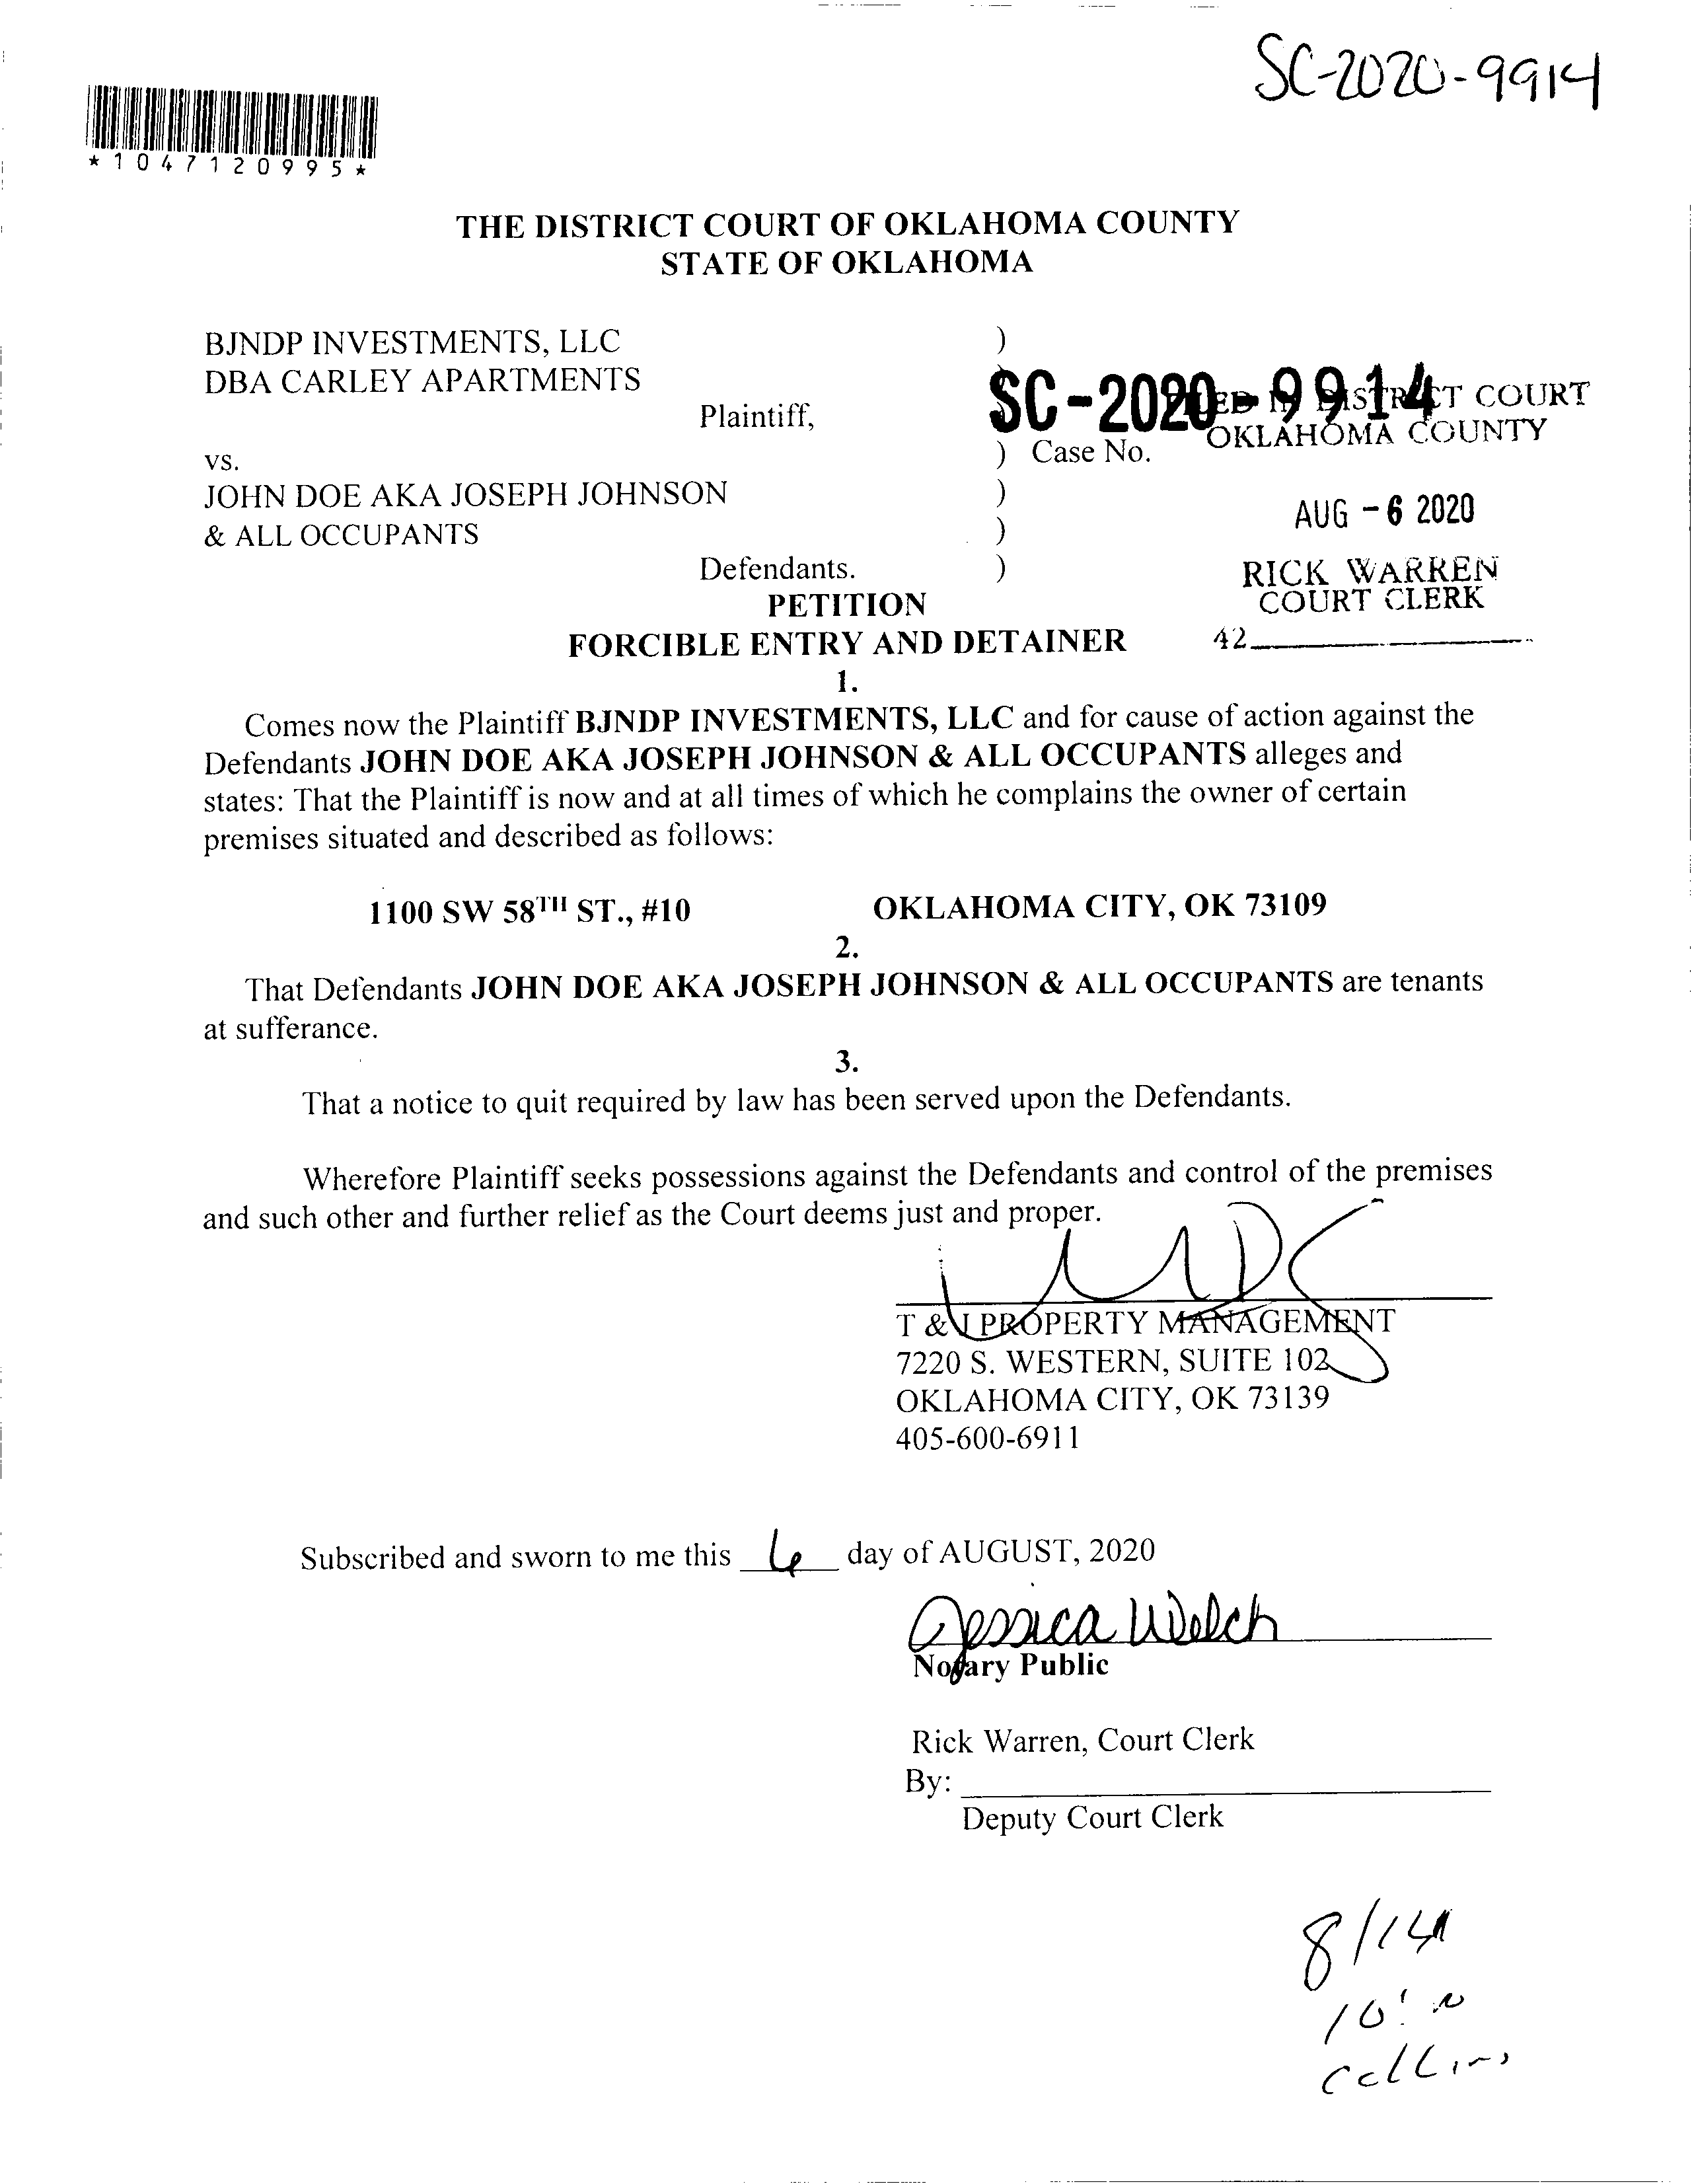 SC-2020-9914
*1047120995*
THE DISTRICT COURT OF OKLAHOMA COUNTY
STATE OF OKLAHOMA
BJNDP INVESTMENTS, LLC )
DBA CARLEY APARTMENTS
Plaintiff,
SC-2020-9914
DISTRICT COURT
OKLAHOMA COUNTY
) Case No.
vs.
JOHN DOE AKA JOSEPH JOHNSON )
& ALL OCCUPANTS )
AUG -6 2020
Defendants. )
RICK WARREN
COURT CLERK
42
PETITION
FORCIBLE ENTRY AND DETAINER
1.
Comes now the Plaintiff BJNDP INVESTMENTS, LLC and for cause of action against the
Defendants JOHN DOE AKA JOSEPH JOHNSON & ALL OCCUPANTS alleges and
states: That the Plaintiff is now and at all times of which he complains the owner of certain
premises situated and described as follows:
1100 SW 58TH ST., #10 OKLAHOMA CITY, OK 73109
2.
That Defendants JOHN DOE AKA JOSEPH JOHNSON & ALL OCCUPANTS are tenants
at sufferance.
3.
That a notice to quit required by law has been served upon the Defendants.
Wherefore Plaintiff seeks possessions against the Defendants and control of the premises
and such other and further relief as the Court deems just and proper.
T & J PROPERTY MANAGEMENT
7220 S. WESTERN, SUITE 102
OKLAHOMA CITY, OK 73139
405-600-6911
Subscribed and sworn to me this 6 day of AUGUST, 2020
Jessica Welch
Notary Public
Rick Warren, Court Clerk
By:
Deputy Court Clerk
8/14
Collins